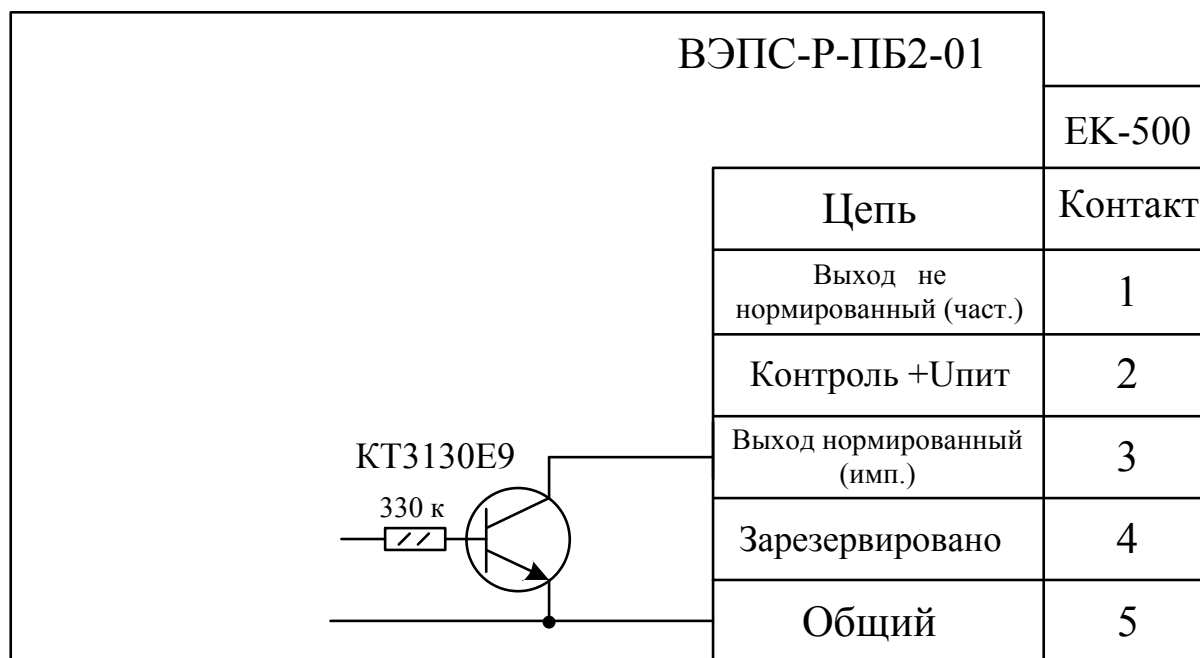 ВЭПС-Р-ПБ2-01
ЕК-500
Цепь
Контакт
Выход не
нормированный (част.)
1
Контроль +Uпит
2
Выход нормированный
(имп.)
3
КТ3130Е9
330 к
Зарезервировано
4
Общий
5